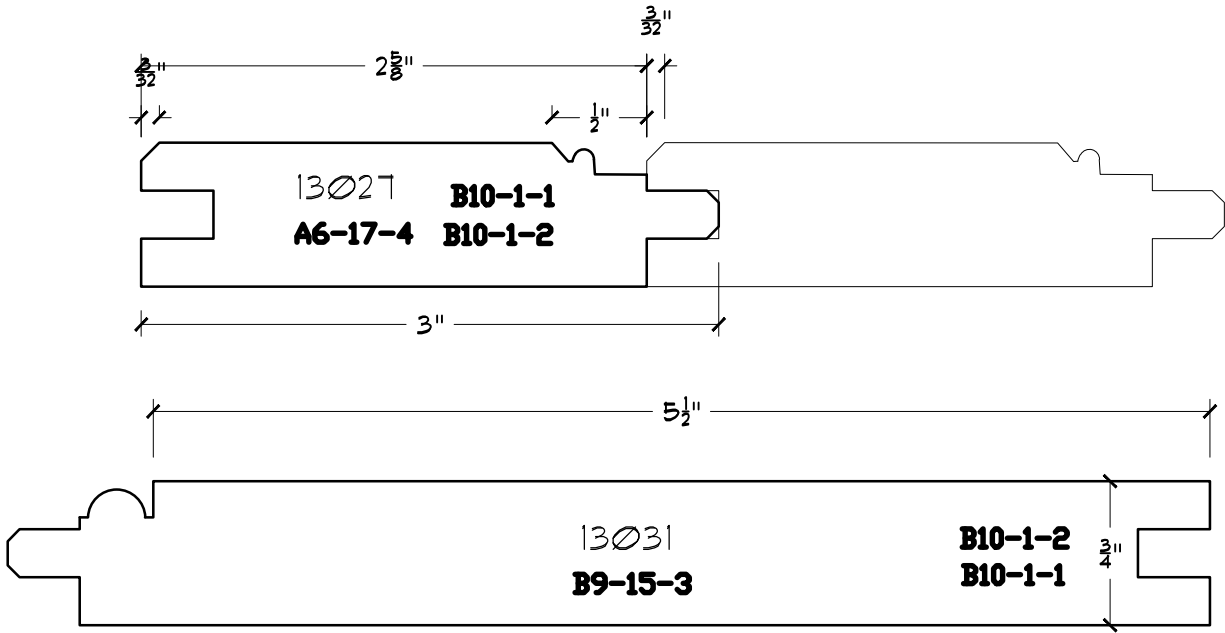 3/32"
3/32" 2 5/8"
1/2"
13Ø27 B10-1-1
A6-17-4 B10-1-2
3"
5 1/2"
13Ø31 B10-1-2
3/4"
B9-15-3 B10-1-1